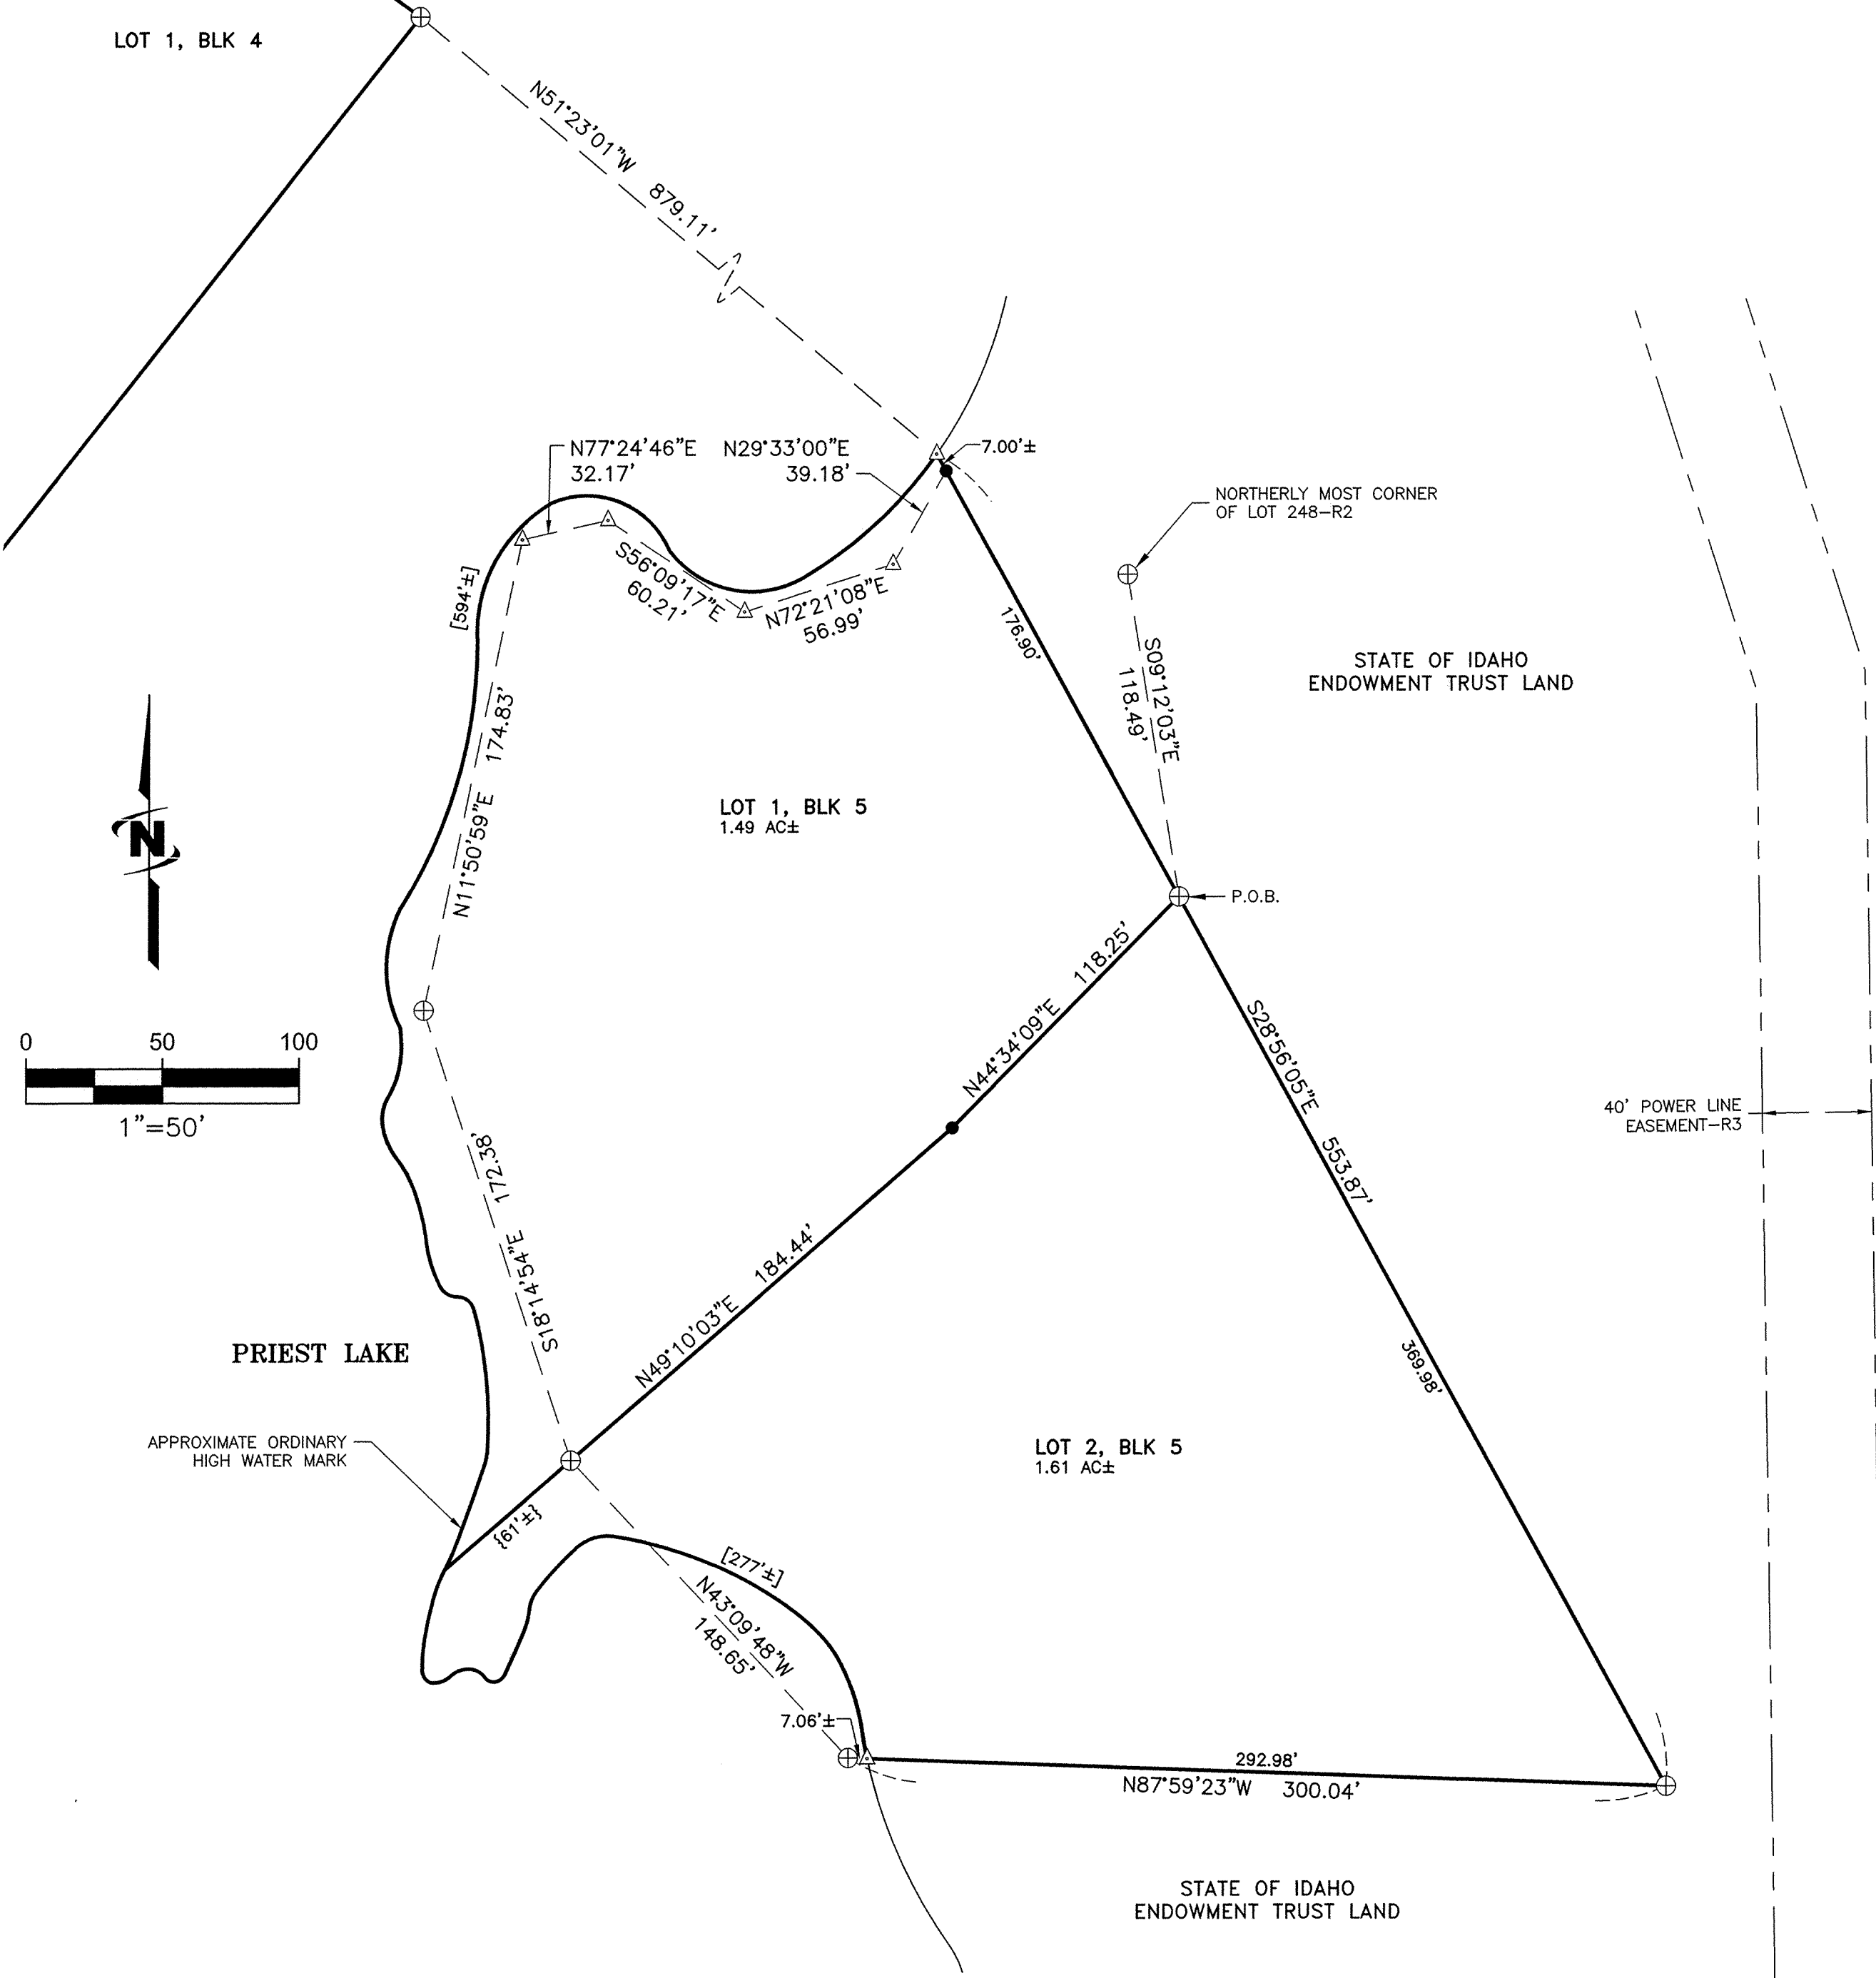 LOT 1, BLK 4
N51°23'01"W 879.11'
N77°24'46"E
32.17'
N29°33'00"E
39.18'
7.00'±
NORTHERLY MOST CORNER
OF LOT 248-R2
S56°09'17"E
60.21'
N72°21'08"E
56.99'
[594'±]
176.90'
S09°12'03"E
118.49'
STATE OF IDAHO
ENDOWMENT TRUST LAND
N11°50'59"E 174.83'
LOT 1, BLK 5
1.49 AC±
N
P.O.B.
N44°34'09"E 118.25'
0 50 100
1"=50'
S28°56'05"E 553.87'
40' POWER LINE
EASEMENT-R3
S18°14'54"E 172.38'
N49°10'03"E 184.44'
PRIEST LAKE
369.98'
APPROXIMATE ORDINARY
HIGH WATER MARK
LOT 2, BLK 5
1.61 AC±
{61'±}
[277'±]
N43°09'48"W
148.65'
7.06'±
292.98'
N87°59'23"W 300.04'
STATE OF IDAHO
ENDOWMENT TRUST LAND